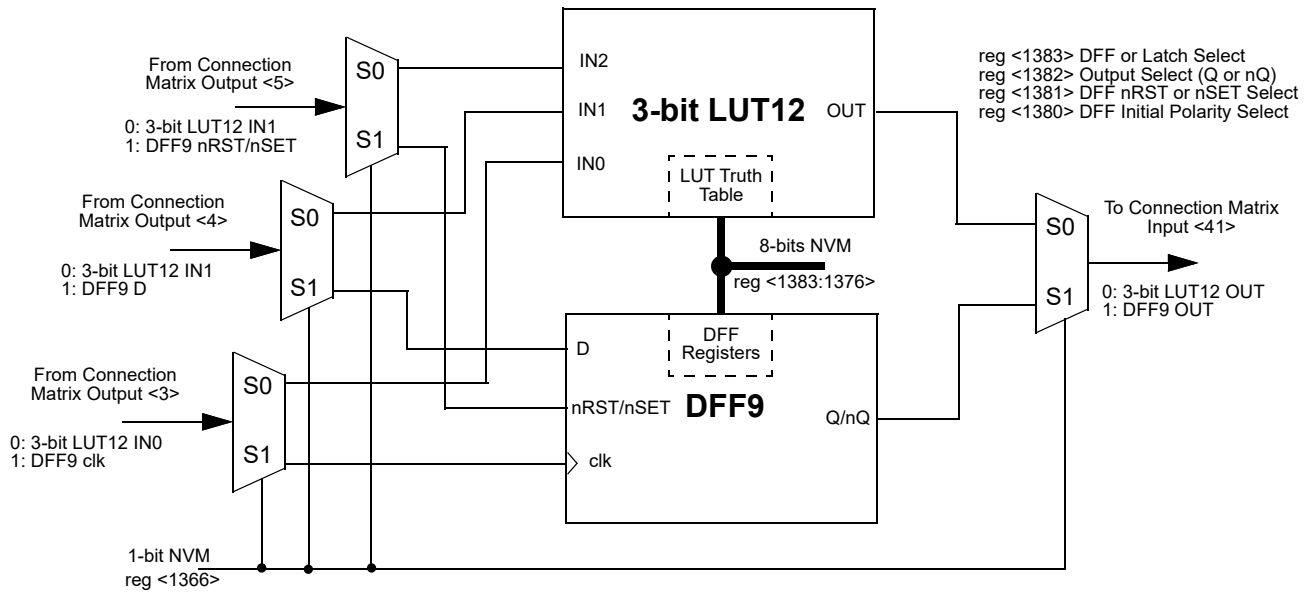 From Connection
Matrix Output <5>
0: 3-bit LUT12 IN1
1: DFF9 nRST/nSET
S0
S1
From Connection
Matrix Output <4>
0: 3-bit LUT12 IN1
1: DFF9 D
S0
S1
From Connection
Matrix Output <3>
0: 3-bit LUT12 IN0
1: DFF9 clk
S0
S1
1-bit NVM
reg <1366>
IN2
IN1
IN0
3-bit LUT12
OUT
LUT Truth
Table
8-bits NVM
reg <1383:1376>
DFF
Registers
D
nRST/nSET
clk
DFF9
Q/nQ
reg <1383> DFF or Latch Select
reg <1382> Output Select (Q or nQ)
reg <1381> DFF nRST or nSET Select
reg <1380> DFF Initial Polarity Select
S0
S1
To Connection Matrix
Input <41>
0: 3-bit LUT12 OUT
1: DFF9 OUT